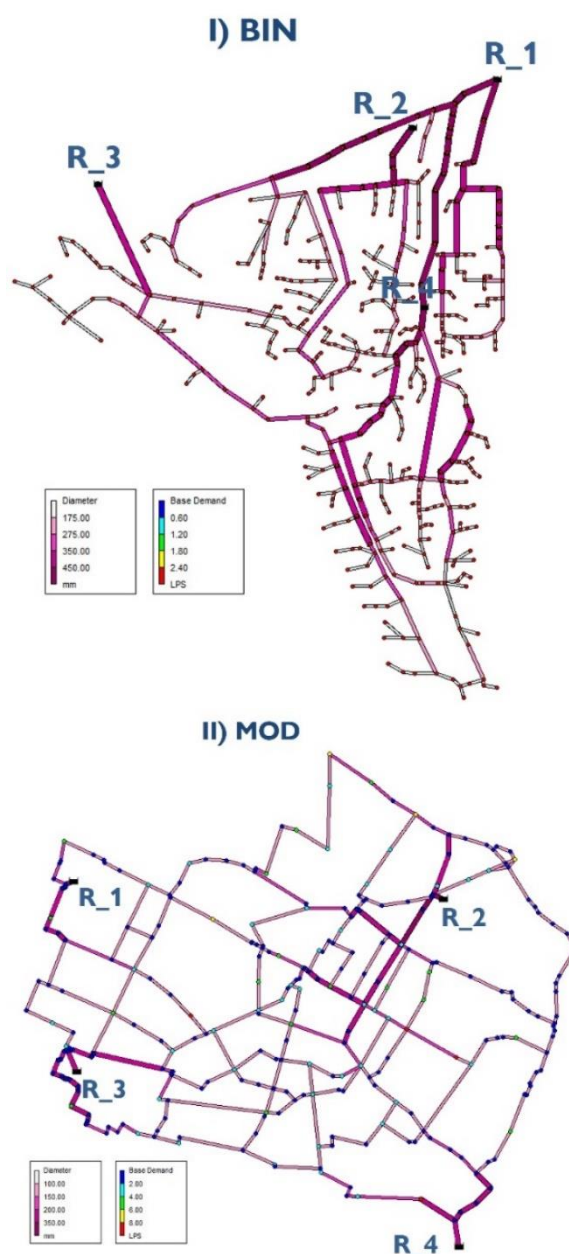 I) BIN
R_1
R_2
R_3
R_4
Diameter
175.00
275.00
350.00
450.00
mm
Base Demand
0.60
1.20
1.80
2.40
LPS
II) MOD
R_1
R_2
R_3
Diameter
100.00
150.00
200.00
350.00
mm
Base Demand
2.00
4.00
6.00
8.00
LPS
R_4